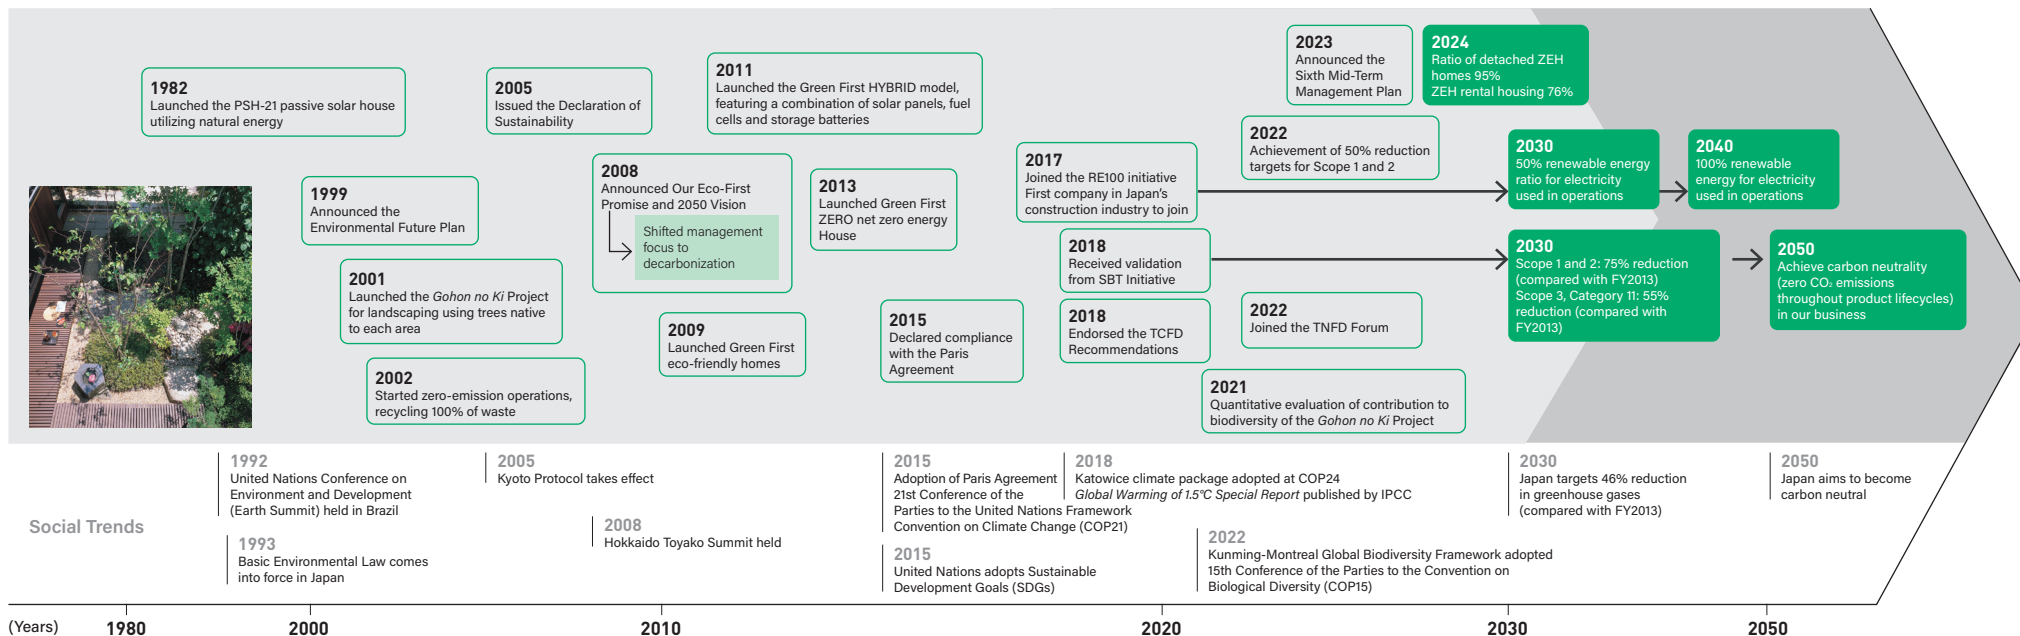 1982
Launched the PSH-21 passive solar house
utilizing natural energy
1999
Announced the
Environmental Future Plan
2001
Launched the Gohon no Ki Project
for landscaping using trees native
to each area
2002
Started zero-emission operations,
recycling 100% of waste
2005
Issued the Declaration of
Sustainability
2008
Announced Our Eco-First
Promise and 2050 Vision
Shifted management
focus to
decarbonization
2009
Launched Green First
eco-friendly homes
2011
Launched the Green First HYBRID model,
featuring a combination of solar panels, fuel
cells and storage batteries
2013
Launched Green First
ZERO net zero energy
House
2015
Declared compliance
with the Paris
Agreement
2017
Joined the RE100 initiative
First company in Japan's
construction industry to join
2018
Received validation
from SBT Initiative
2018
Endorsed the TCFD
Recommendations
2021
Quantitative evaluation of contribution to
biodiversity of the Gohon no Ki Project
2022
Achievement of 50% reduction
targets for Scope 1 and 2
2022
Joined the TNFD Forum
2023
Announced the
Sixth Mid-Term
Management Plan
2024
Ratio of detached ZEH
homes 95%
ZEH rental housing 76%
2030
50% renewable energy
ratio for electricity
used in operations
2040
100% renewable
energy for electricity
used in operations
2030
Scope 1 and 2: 75% reduction
(compared with FY2013)
Scope 3, Category 11: 55%
reduction (compared with
FY2013)
2050
Achieve carbon neutrality
(zero CO₂ emissions
throughout product lifecycles)
in our business
Social Trends
1992
United Nations Conference on
Environment and Development
(Earth Summit) held in Brazil
1993
Basic Environmental Law comes
into force in Japan
2005
Kyoto Protocol takes effect
2008
Hokkaido Toyako Summit held
2015
Adoption of Paris Agreement
21st Conference of the
Parties to the United Nations Framework
Convention on Climate Change (COP21)
2015
United Nations adopts Sustainable
Development Goals (SDGs)
2018
Katowice climate package adopted at COP24
Global Warming of 1.5°C Special Report published by IPCC
2022
Kunming-Montreal Global Biodiversity Framework adopted
15th Conference of the Parties to the Convention on
Biological Diversity (COP15)
2030
Japan targets 46% reduction
in greenhouse gases
(compared with FY2013)
2050
Japan aims to become
carbon neutral
(Years) 1980 2000 2010 2020 2030 2050